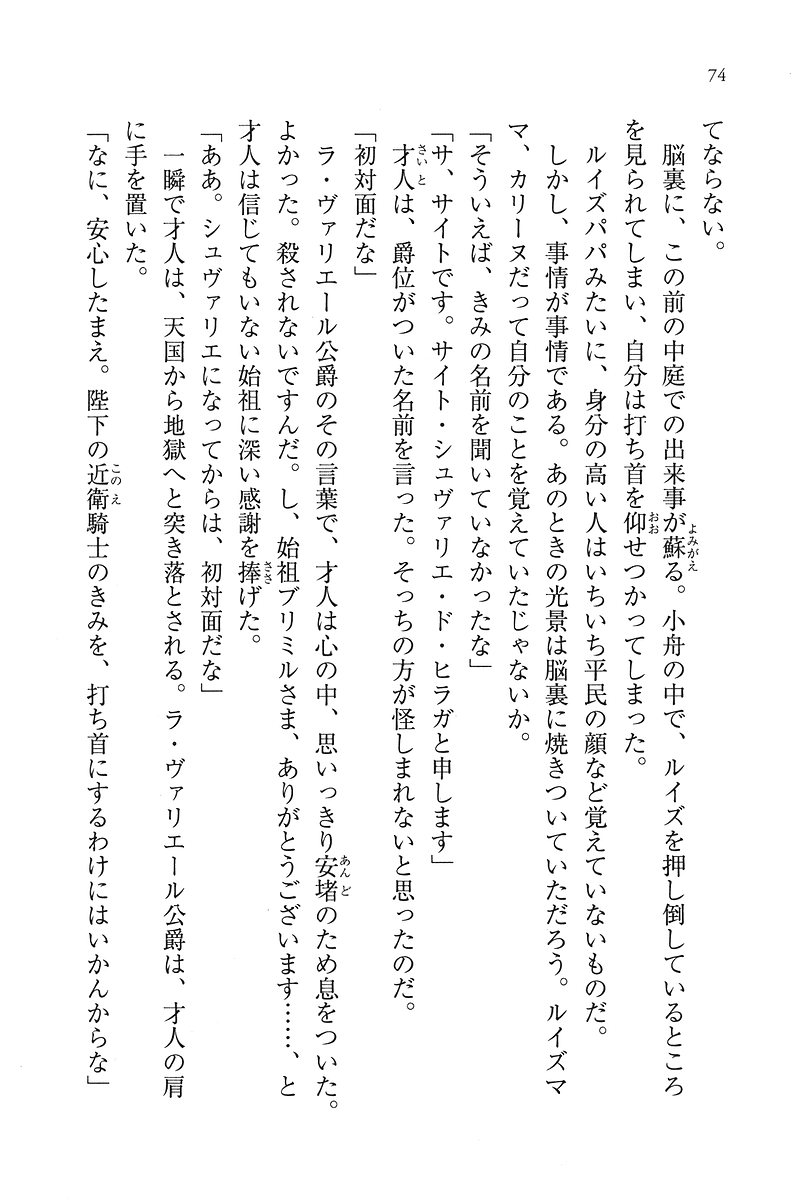 74
てならない。
脳裏に、この前の中庭での出来事が蘇る。小舟の中で、ルイズを押し倒しているところ
を見られてしまい、自分は打ち首を仰せつかってしまった。
ルイズパパみたいに、身分の高い人はいちいち平民の顔など覚えていないものだ。
しかし、事情が事情である。あのときの光景は脳裏に焼きついていただろう。ルイズマ
マ、カリーヌだって自分のことを覚えていたじゃないか。
「そういえば、きみの名前を聞いていなかったな」
「サ、サイトです。サイト・シュヴァリエ・ド・ヒラガと申します」
才人は、爵位がついた名前を言った。そっちの方が怪しまれないと思ったのだ。
「初対面だな」
ラ・ヴァリエール公爵のその言葉で、才人は心の中、思いっきり安堵のため息をついた。
よかった。殺されないですんだ。し、始祖ブリミルさま、ありがとうございます……、と
才人は信じてもいない始祖に深い感謝を捧げた。
「ああ。シュヴァリエになってからは、初対面だな」
一瞬で才人は、天国から地獄へと突き落とされる。ラ・ヴァリエール公爵は、才人の肩
に手を置いた。
「なに、安心したまえ。陛下の近衛騎士のきみを、打ち首にするわけにはいかんからな」